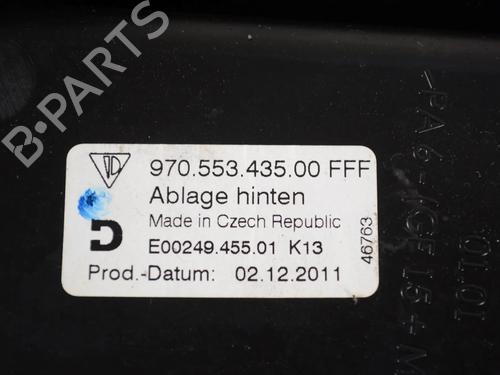 970.553.435.00 FFF
Ablage hinten
D
Made in Czech Republic
E00249.455.01 K13
Prod.-Datum: 02.12.2011
46763
B-PARTS